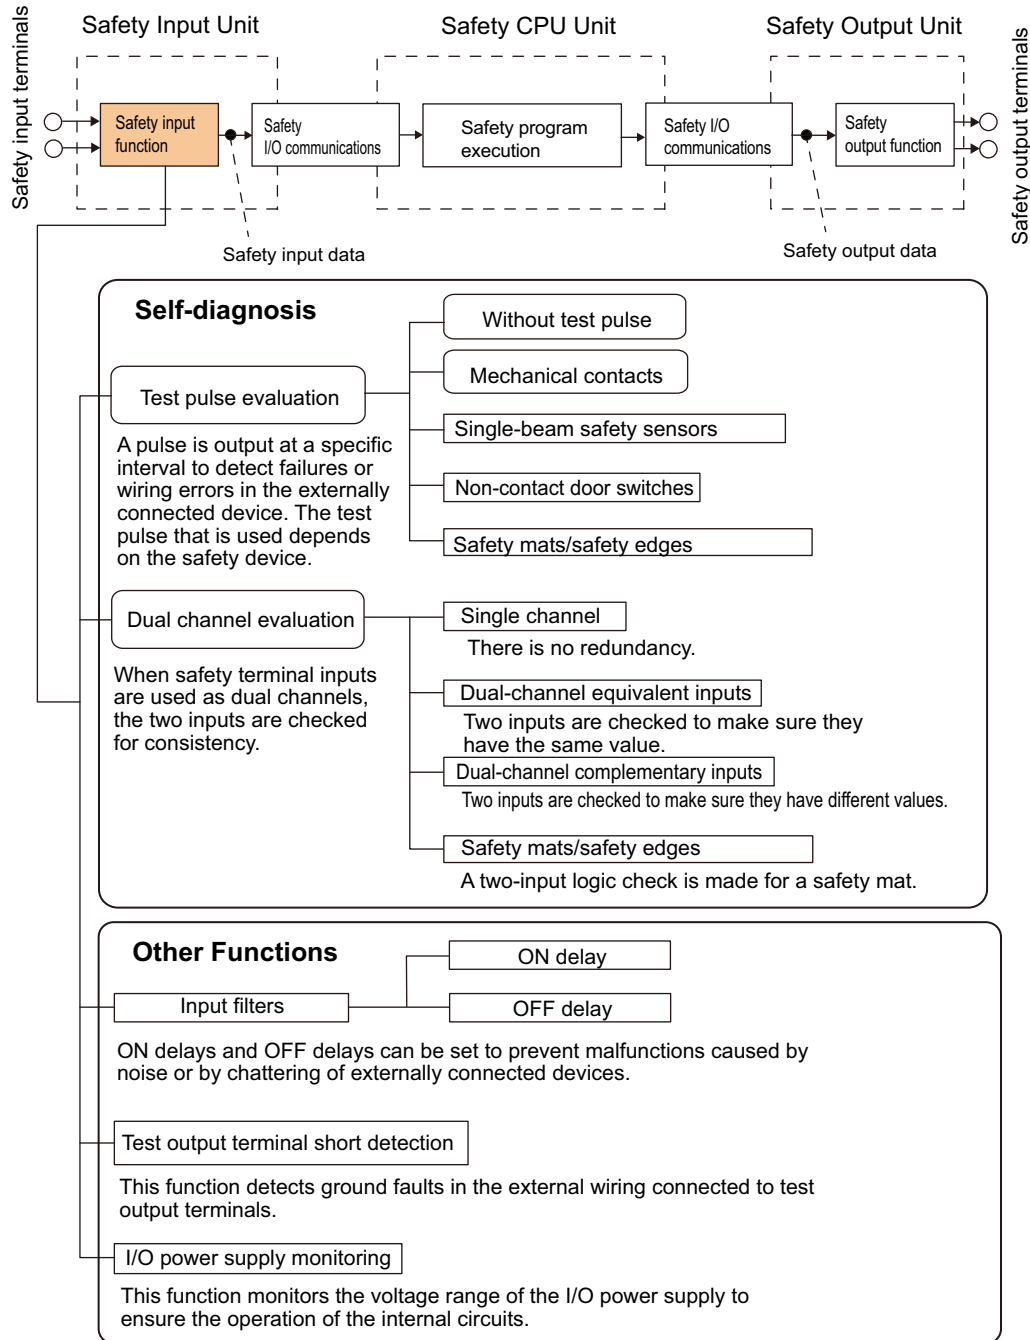 Safety Input Unit
Safety CPU Unit
Safety Output Unit
Safety input terminals
Safety input
function
Safety
I/O communications
Safety program
execution
Safety I/O
communications
Safety
output function
Safety output terminals
Safety input data
Safety output data
Self-diagnosis
Test pulse evaluation
A pulse is output at a specific
interval to detect failures or
wiring errors in the externally
connected device. The test
pulse that is used depends
on the safety device.
Without test pulse
Mechanical contacts
Single-beam safety sensors
Non-contact door switches
Safety mats/safety edges
Dual channel evaluation
When safety terminal inputs
are used as dual channels,
the two inputs are checked
for consistency.
Single channel
There is no redundancy.
Dual-channel equivalent inputs
Two inputs are checked to make sure they
have the same value.
Dual-channel complementary inputs
Two inputs are checked to make sure they have different values.
Safety mats/safety edges
A two-input logic check is made for a safety mat.
Other Functions
Input filters
ON delay
OFF delay
ON delays and OFF delays can be set to prevent malfunctions caused by
noise or by chattering of externally connected devices.
Test output terminal short detection
This function detects ground faults in the external wiring connected to test
output terminals.
I/O power supply monitoring
This function monitors the voltage range of the I/O power supply to
ensure the operation of the internal circuits.